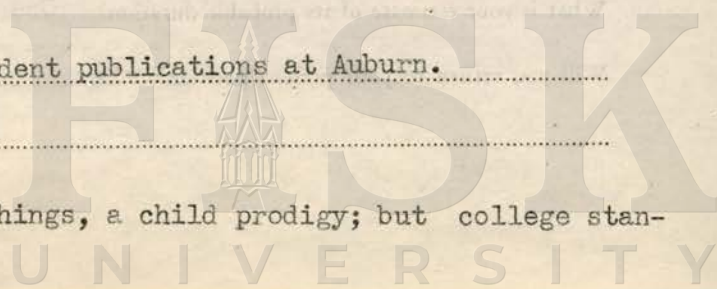 dent publications at Auburn.
hings, a child prodigy; but college stan-
FISK
UNIVERSITY